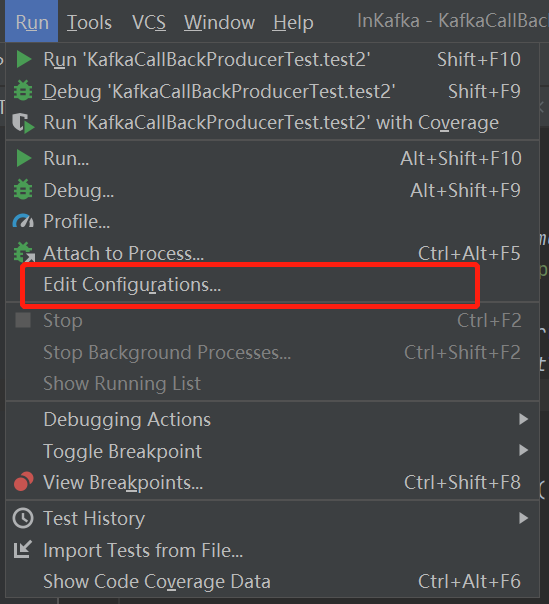 Run Tools VCS Window Help InKafka - KafkaCallBac
Run 'KafkaCallBackProducerTest.test2' Shift+F10
Debug 'KafkaCallBackProducerTest.test2' Shift+F9
Run 'KafkaCallBackProducerTest.test2' with Coverage
Run... Alt+Shift+F10
Debug... Alt+Shift+F9
Profile...
Attach to Process... Ctrl+Alt+F5
Edit Configurations...
Stop Ctrl+F2
Stop Background Processes... Ctrl+Shift+F2
Show Running List
Debugging Actions
Toggle Breakpoint
View Breakpoints... Ctrl+Shift+F8
Test History
Import Tests from File...
Show Code Coverage Data Ctrl+Alt+F6